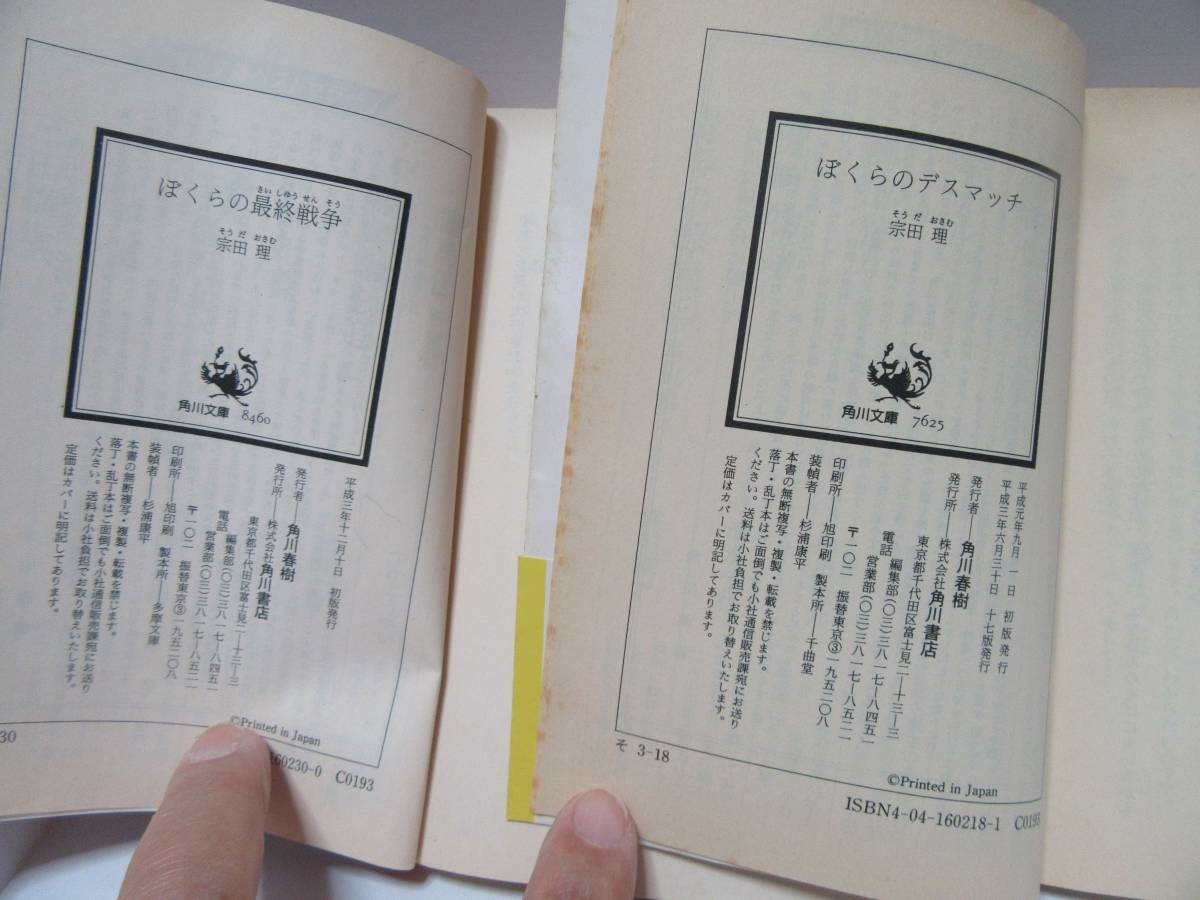 ぼくらの最終戦争
さいしゅうせんそう
宗田 理
そうだ おさむ
角川文庫 8460
平成三年十二月十日 初版発行
発行者──角川春樹
発行所──株式会社角川書店
東京都千代田区富士見二─十三─三
電話 編集部(〇三)三八一七─八四五一
営業部(〇三)三八一七─八五二一
〒一〇二 振替東京③一九五二〇八
印刷所──旭印刷 製本所──多摩文庫
装幀者──杉浦康平
本書の無断複写・複製・転載を禁じます。
落丁・乱丁本はご面倒でも小社通信販売課宛にお送り
ください。送料は小社負担でお取り替えいたします。
定価はカバーに明記してあります。
©Printed in Japan
30
160230-0 C0193
ぼくらのデスマッチ
宗田 理
そうだ おさむ
角川文庫 7625
平成元年九月 一日 初版発行
平成三年六月三十日 十七版発行
発行者──角川春樹
発行所──株式会社角川書店
東京都千代田区富士見二─十三─三
電話 編集部(〇三)三八一七─八四五一
営業部(〇三)三八一七─八五二一
〒一〇二 振替東京③一九五二〇八
印刷所──旭印刷 製本所──千曲堂
装幀者──杉浦康平
本書の無断複写・複製・転載を禁じます。
落丁・乱丁本はご面倒でも小社通信販売課宛にお送り
ください。送料は小社負担でお取り替えいたします。
定価はカバーに明記してあります。
そ 3-18
©Printed in Japan
ISBN4-04-160218-1 C0193